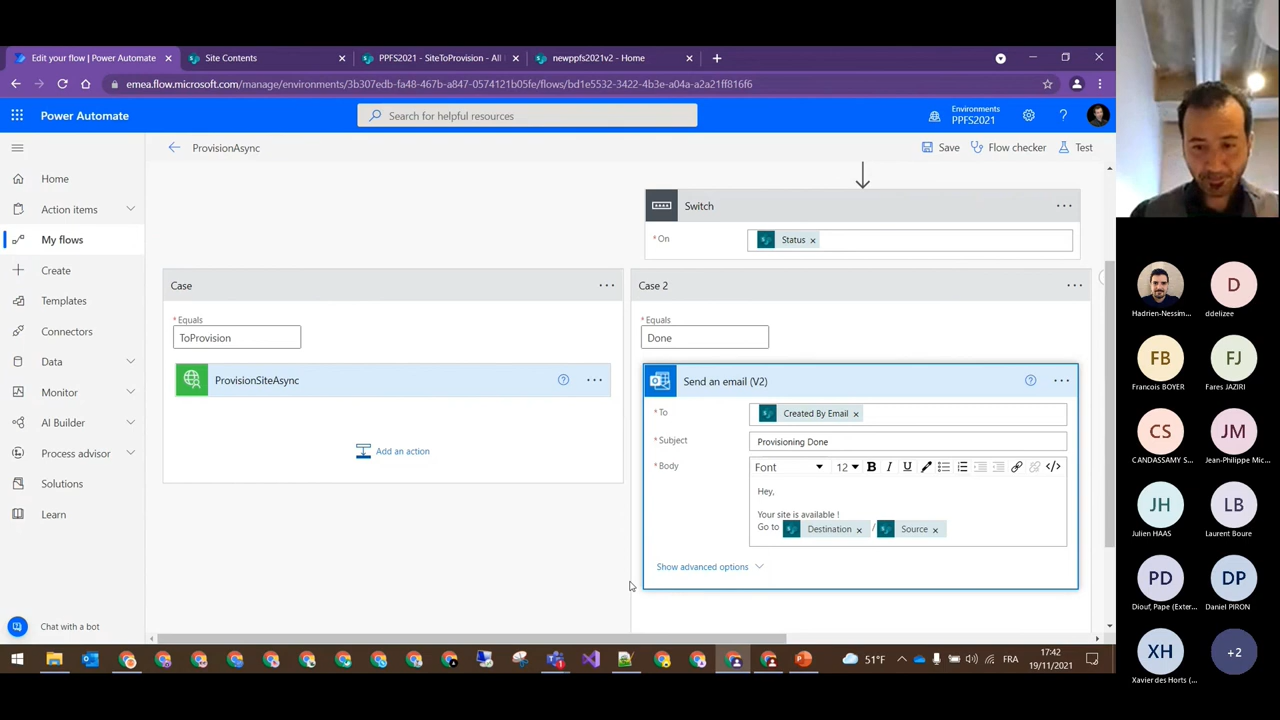 Edit your flow | Power Automate
Site Contents
PPFS2021 - SiteToProvision - All
newppfs2021v2 - Home
emea.flow.microsoft.com/manage/environments/3b307edb-fa48-467b-a847-0574121b05fe/flows/bd1e5532-3422-4b3e-a04a-a2a21ff816f6
Power Automate
Search for helpful resources
Environments
PPFS2021
ProvisionAsync
Save
Flow checker
Test
Home
Action items
My flows
Create
Templates
Connectors
Data
Monitor
AI Builder
Process advisor
Solutions
Learn
Chat with a bot
Switch
* On
Status
Case
* Equals
ToProvision
ProvisionSiteAsync
Add an action
Case 2
* Equals
Done
Send an email (V2)
* To
Created By Email
* Subject
Provisioning Done
* Body
Font
12
B I U
Hey,
Your site is available !
Go to Destination / Source
Show advanced options
51°F
FRA
17:42
19/11/2021
Hadrien-Nessim...
D
ddelizee
FB
Francois BOYER
FJ
Fares JAZIRI
CS
CANDASSAMY S...
JM
Jean-Philippe Mic...
JH
Julien HAAS
LB
Laurent Boure
PD
Diouf, Pape (Exter...
DP
Daniel PIRON
XH
Xavier des Horts (...
+2